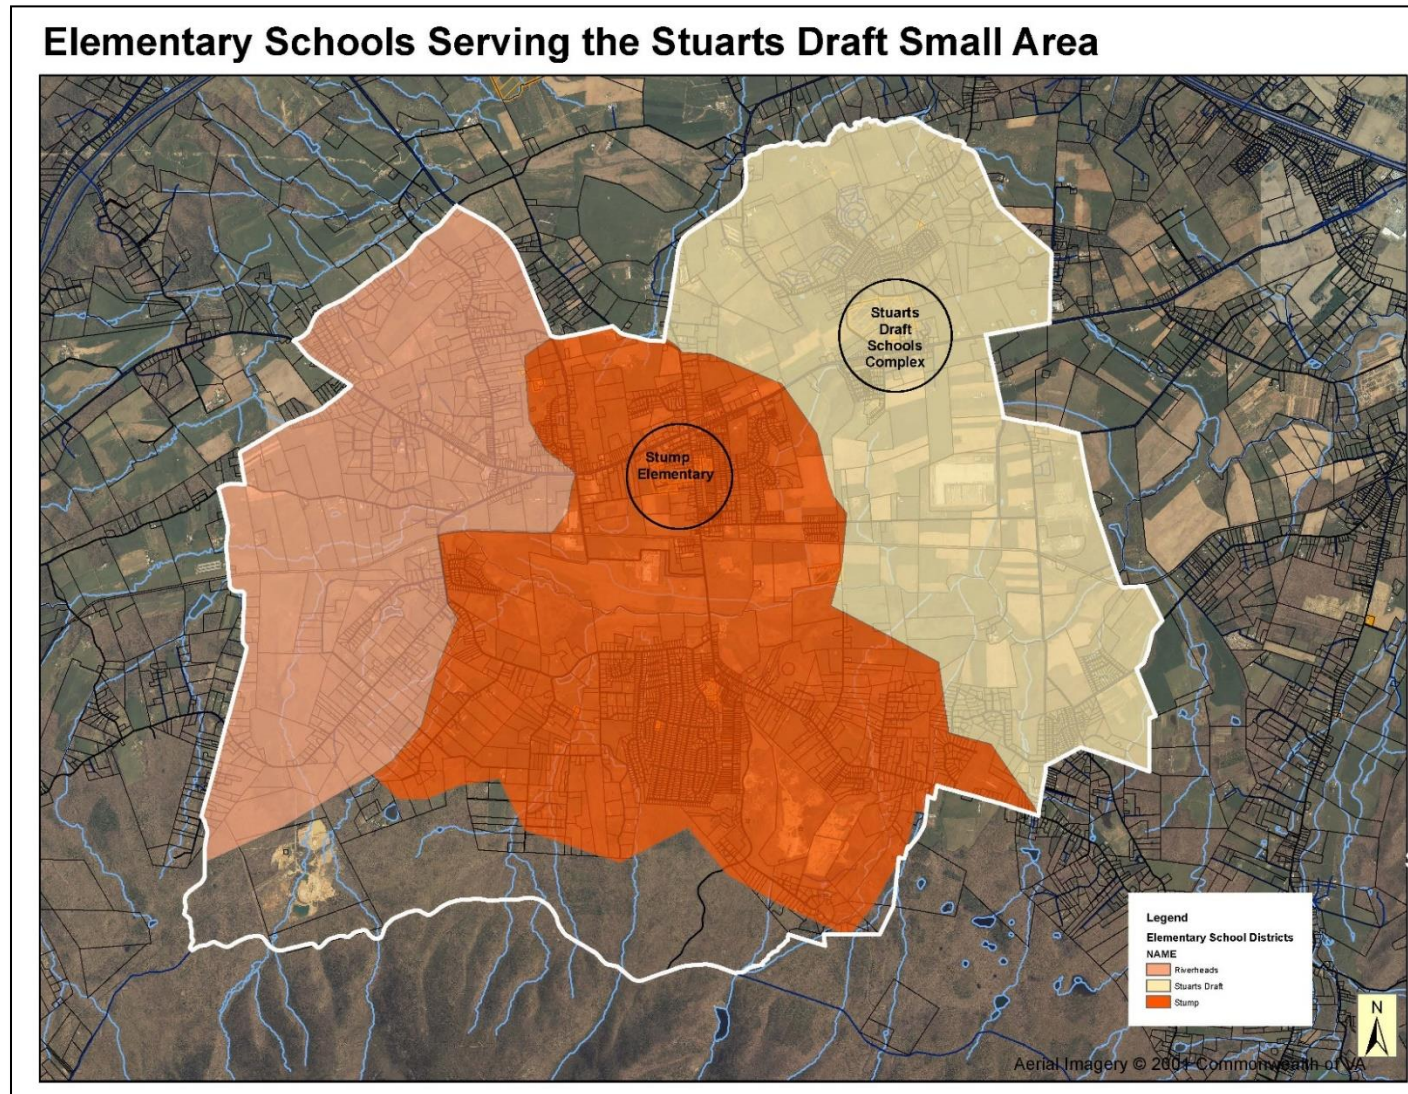 Elementary Schools Serving the Stuarts Draft Small Area
Stuarts
Draft
Schools
Complex
Stump
Elementary
Legend
Elementary School Districts
NAME
Riverheads
Stuarts Draft
Stump
N
Aerial Imagery © 2001 Commonwealth of VA